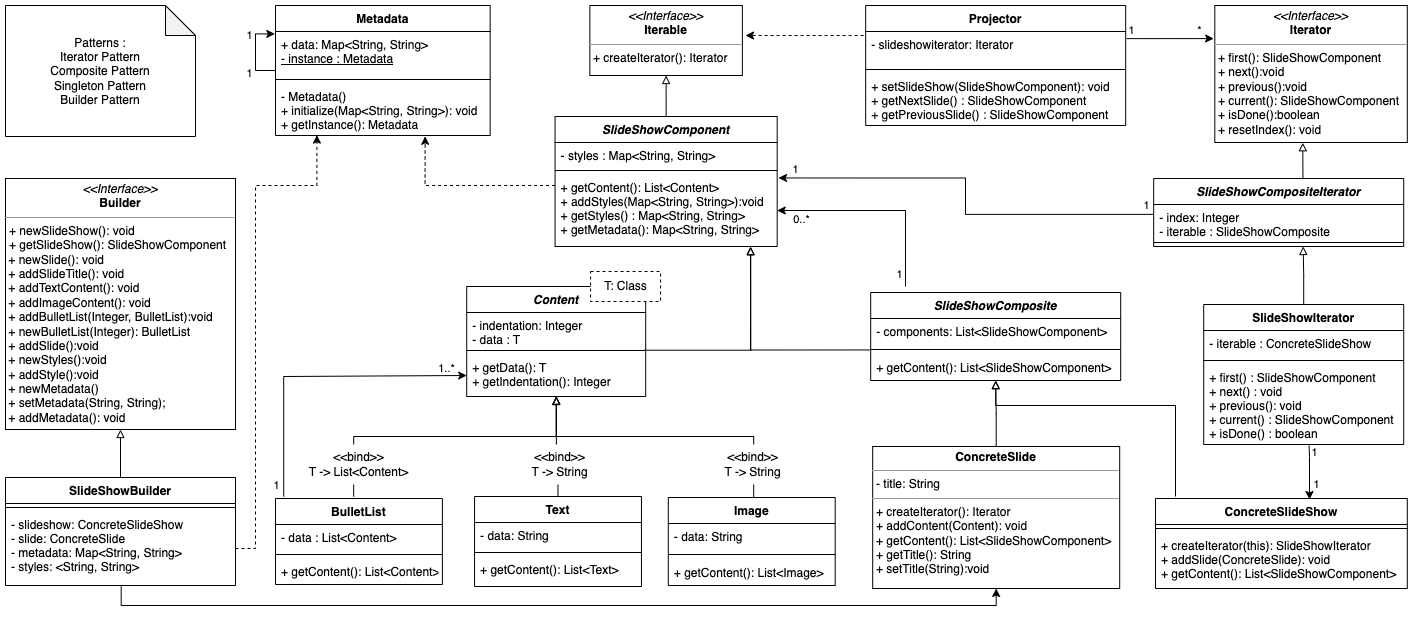 Patterns :
Iterator Pattern
Composite Pattern
Singleton Pattern
Builder Pattern
Metadata
+ data: Map<String, String>
- instance : Metadata
- Metadata()
+ initialize(Map<String, String>): void
+ getInstance(): Metadata
1
1
<<Interface>>
Iterable
+ createIterator(): Iterator
Projector
- slideshowiterator: Iterator
+ setSlideShow(SlideShowComponent): void
+ getNextSlide() : SlideShowComponent
+ getPreviousSlide() : SlideShowComponent
1
*
<<Interface>>
Iterator
+ first(): SlideShowComponent
+ next():void
+ previous():void
+ current(): SlideShowComponent
+ isDone():boolean
+ resetIndex(): void
SlideShowComponent
- styles : Map<String, String>
+ getContent(): List<Content>
+ addStyles(Map<String, String>):void
+ getStyles() : Map<String, String>
+ getMetadata(): Map<String, String>
1
0..*
1
1
<<Interface>>
Builder
+ newSlideShow(): void
+ getSlideShow(): SlideShowComponent
+ newSlide(): void
+ addSlideTitle(): void
+ addTextContent(): void
+ addImageContent(): void
+ addBulletList(Integer, BulletList):void
+ newBulletList(Integer): BulletList
+ addSlide():void
+ newStyles():void
+ addStyle():void
+ newMetadata()
+ setMetadata(String, String);
+ addMetadata(): void
SlideShowCompositeIterator
- index: Integer
- iterable : SlideShowComposite
T: Class
Content
- indentation: Integer
- data : T
+ getData(): T
+ getIndentation(): Integer
1..*
SlideShowComposite
- components: List<SlideShowComponent>
+ getContent(): List<SlideShowComponent>
SlideShowIterator
- iterable : ConcreteSlideShow
+ first() : SlideShowComponent
+ next() : void
+ previous(): void
+ current() : SlideShowComponent
+ isDone() : boolean
1
1
<<bind>>
T -> List<Content>
<<bind>>
T -> String
<<bind>>
T -> String
SlideShowBuilder
- slideshow: ConcreteSlideShow
- slide: ConcreteSlide
- metadata: Map<String, String>
- styles: <String, String>
1
BulletList
- data : List<Content>
+ getContent(): List<Content>
Text
- data: String
+ getContent(): List<Text>
Image
- data: String
+ getContent(): List<Image>
ConcreteSlide
- title: String
+ createIterator(): Iterator
+ addContent(Content): void
+ getContent(): List<SlideShowComponent>
+ getTitle(): String
+ setTitle(String):void
ConcreteSlideShow
+ createIterator(this): SlideShowIterator
+ addSlide(ConcreteSlide): void
+ getContent(): List<SlideShowComponent>